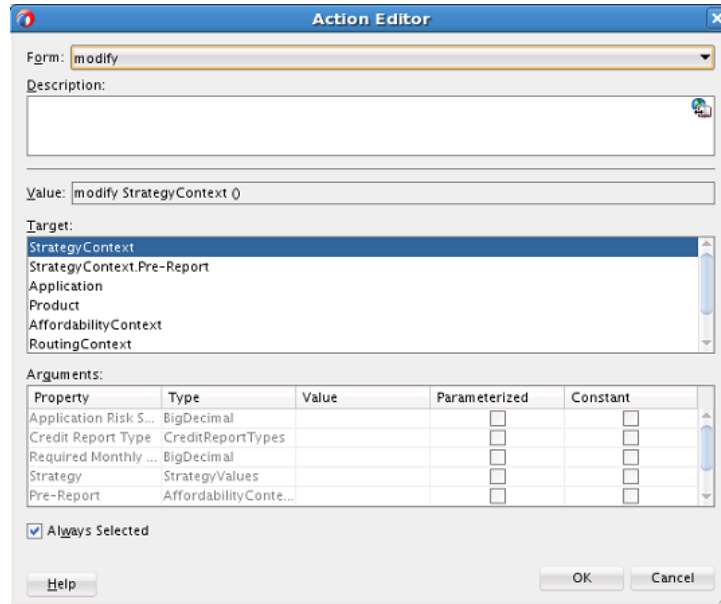 Action Editor
Form: modify
Description:
Value: modify StrategyContext ()
Target:
StrategyContext
StrategyContext.Pre-Report
Application
Product
AffordabilityContext
RoutingContext
Arguments:
Property Type Value Parameterized Constant
Application Risk S... BigDecimal
Credit Report Type CreditReportTypes
Required Monthly ... BigDecimal
Strategy StrategyValues
Pre-Report AffordabilityConte...
Always Selected
Help OK Cancel